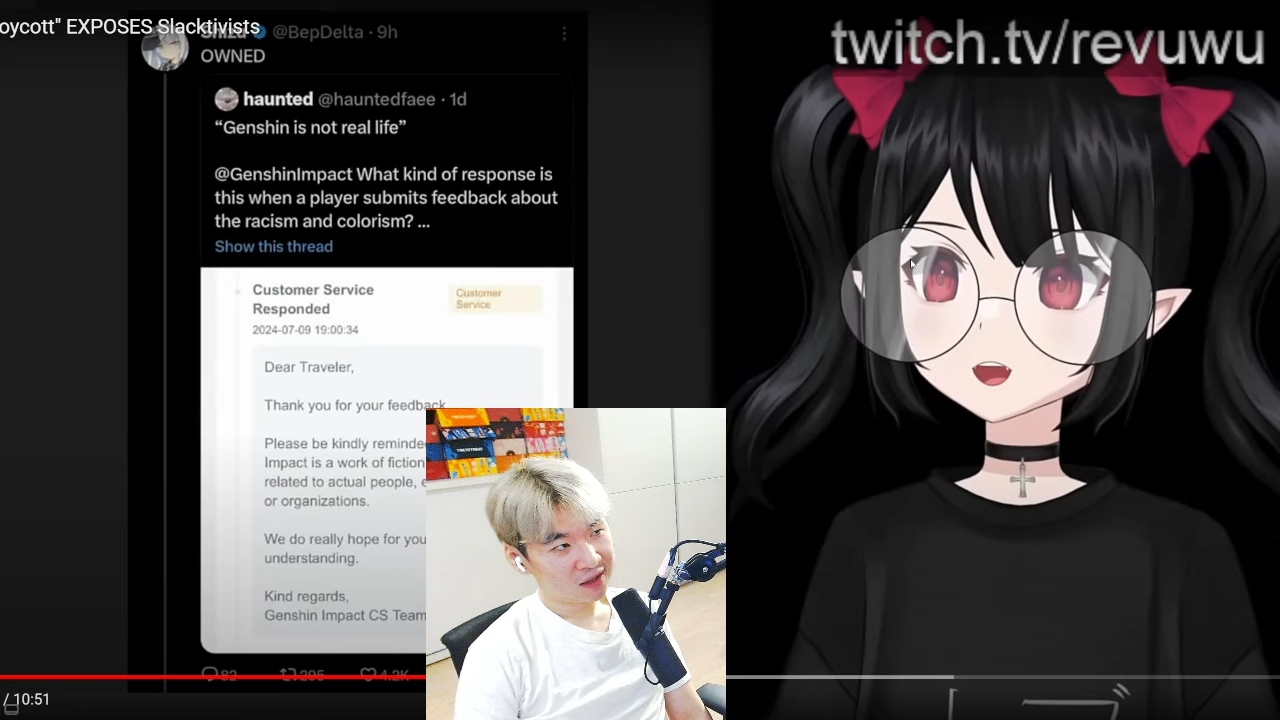 oycott" EXPOSES Slacktivists
twitch.tv/revuwu
@BepDelta · 9h
OWNED
haunted @hauntedfaee · 1d
“Genshin is not real life”
@GenshinImpact What kind of response is
this when a player submits feedback about
the racism and colorism? ...
Show this thread
Customer Service
Responded
Customer
Service
2024-07-09 19:00:34
Dear Traveler,
Thank you for your feedback
Please be kindly reminde
Impact is a work of fiction
related to actual people, e
or organizations.
We do really hope for you
understanding.
Kind regards,
Genshin Impact CS Team
82 295 4.2K
/ 10:51